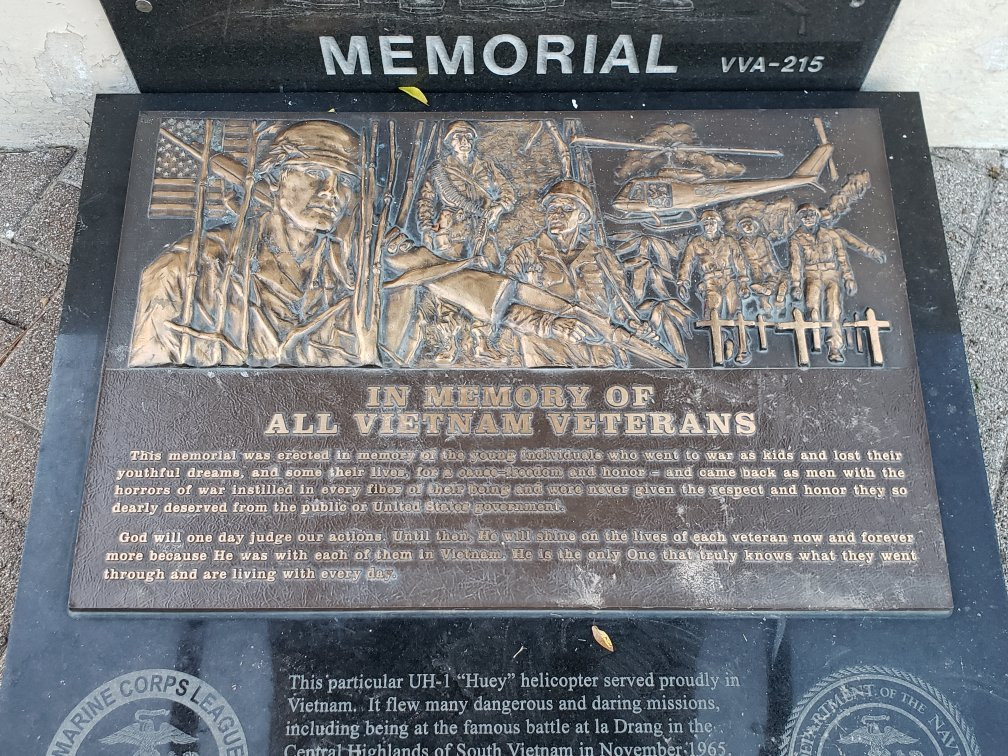 MEMORIAL VVA-215
IN MEMORY OF
ALL VIETNAM VETERANS
This memorial was erected in memory of the young individuals who went to war as kids and lost their
youthful dreams, and some their lives, for a cause-freedom and honor - and came back as men with the
horrors of war instilled in every fiber of their being and were never given the respect and honor they so
dearly deserved from the public or United States government.
God will one day judge our actions. Until then, He will shine on the lives of each veteran now and forever
more because He was with each of them in Vietnam. He is the only One that truly knows what they went
through and are living with every day.
MARINE CORPS LEAGUE
This particular UH-1 "Huey" helicopter served proudly in
Vietnam. It flew many dangerous and daring missions,
including being at the famous battle at la Drang in the
Central Highlands of South Vietnam in November 1965.
DEPARTMENT OF THE NAVY